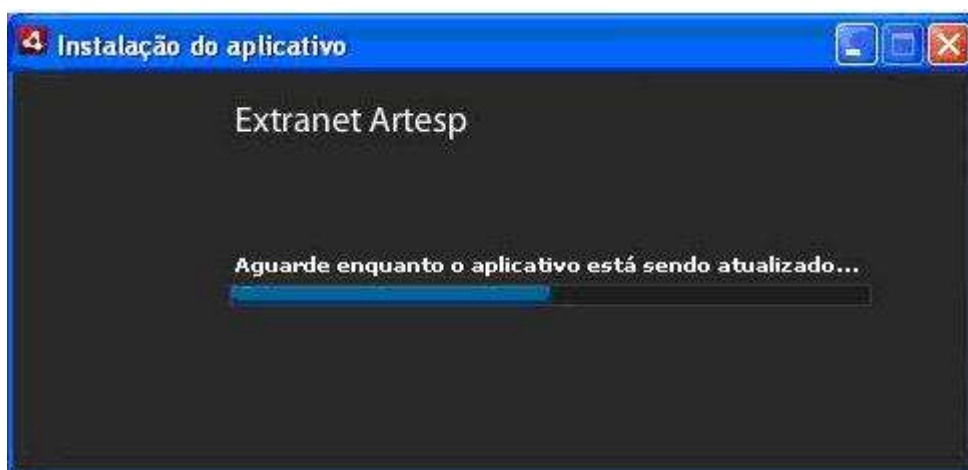 Instalação do aplicativo
Extranet Artesp
Aguarde enquanto o aplicativo está sendo atualizado...